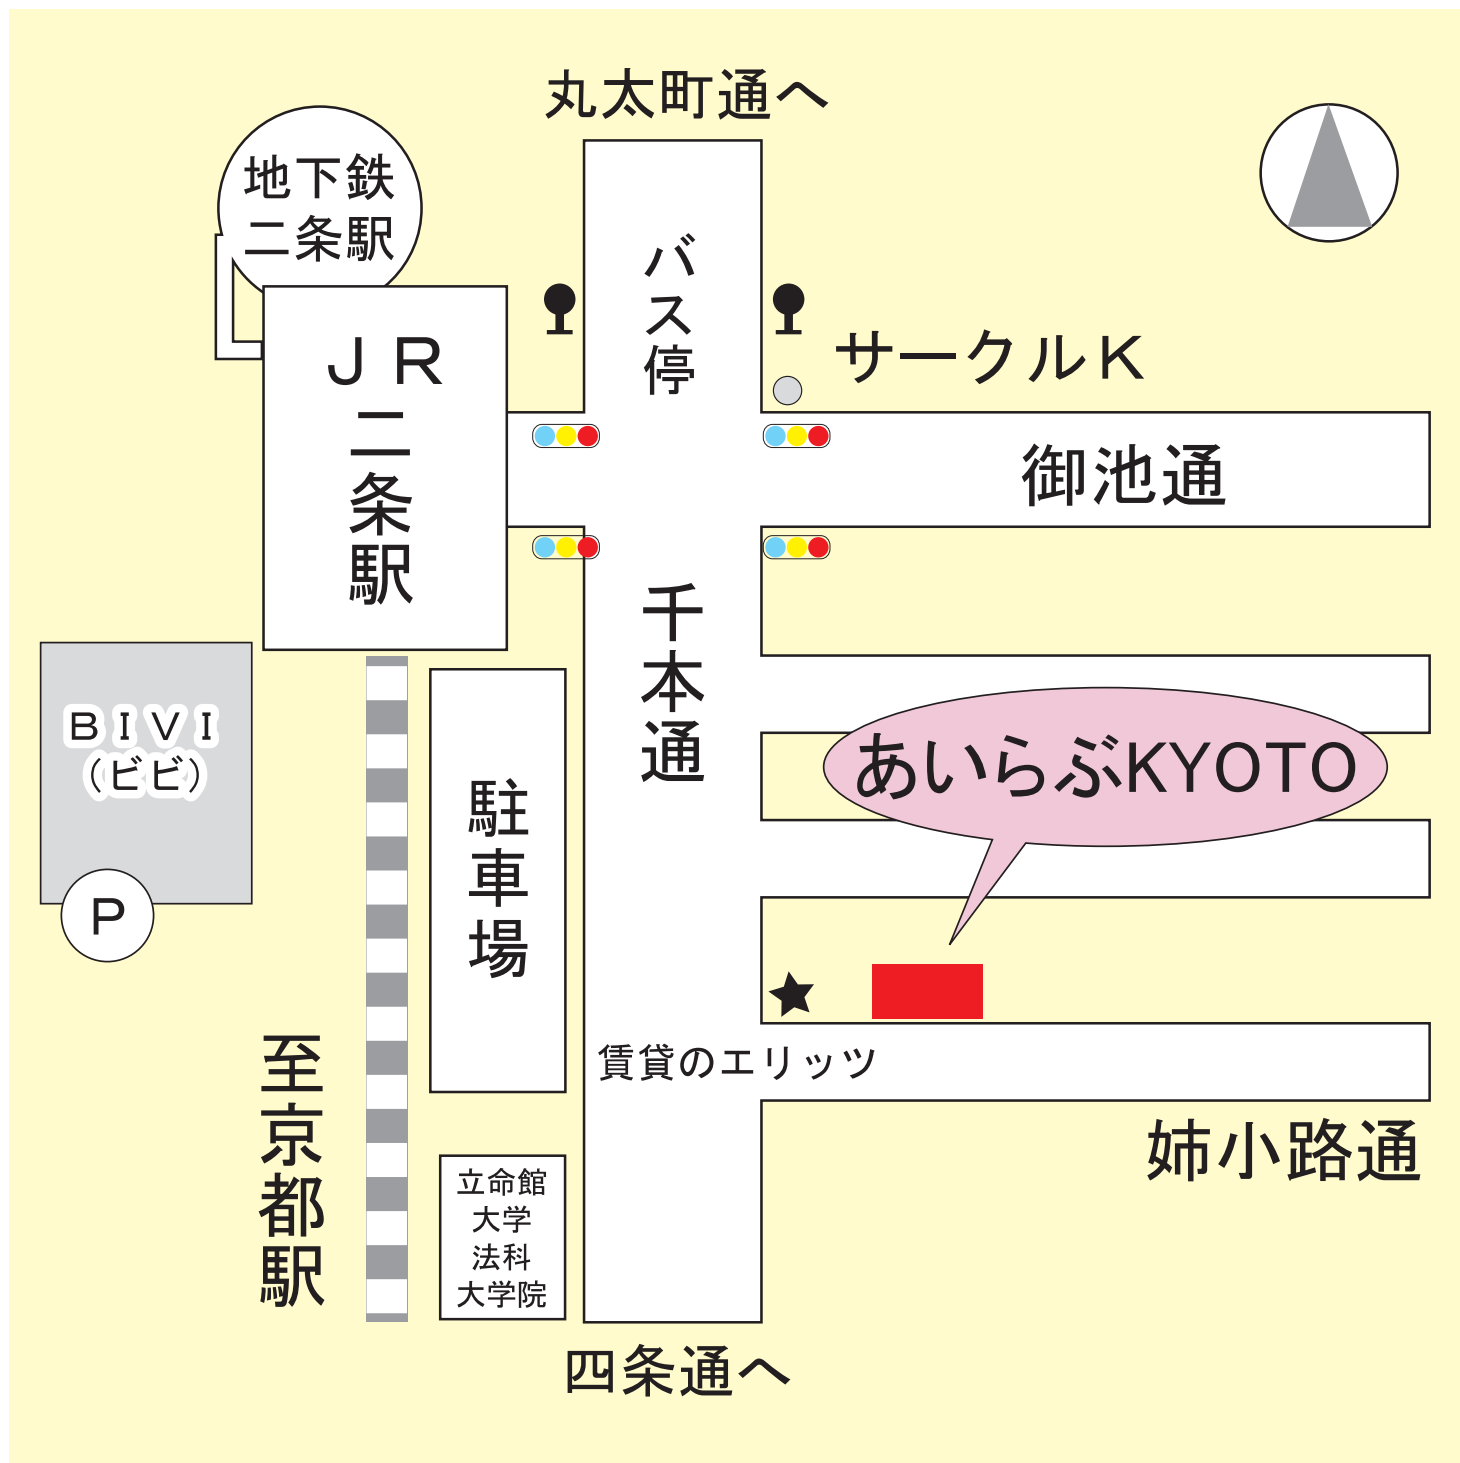 丸太町通へ
地下鉄
二条駅
バス停
JR
二条駅
サークルK
御池通
千本通
BIVI
(ビビ)
P
駐車場
あいらぶKYOTO
賃貸のエリッツ
至京都駅
姉小路通
立命館
大学
法科
大学院
四条通へ